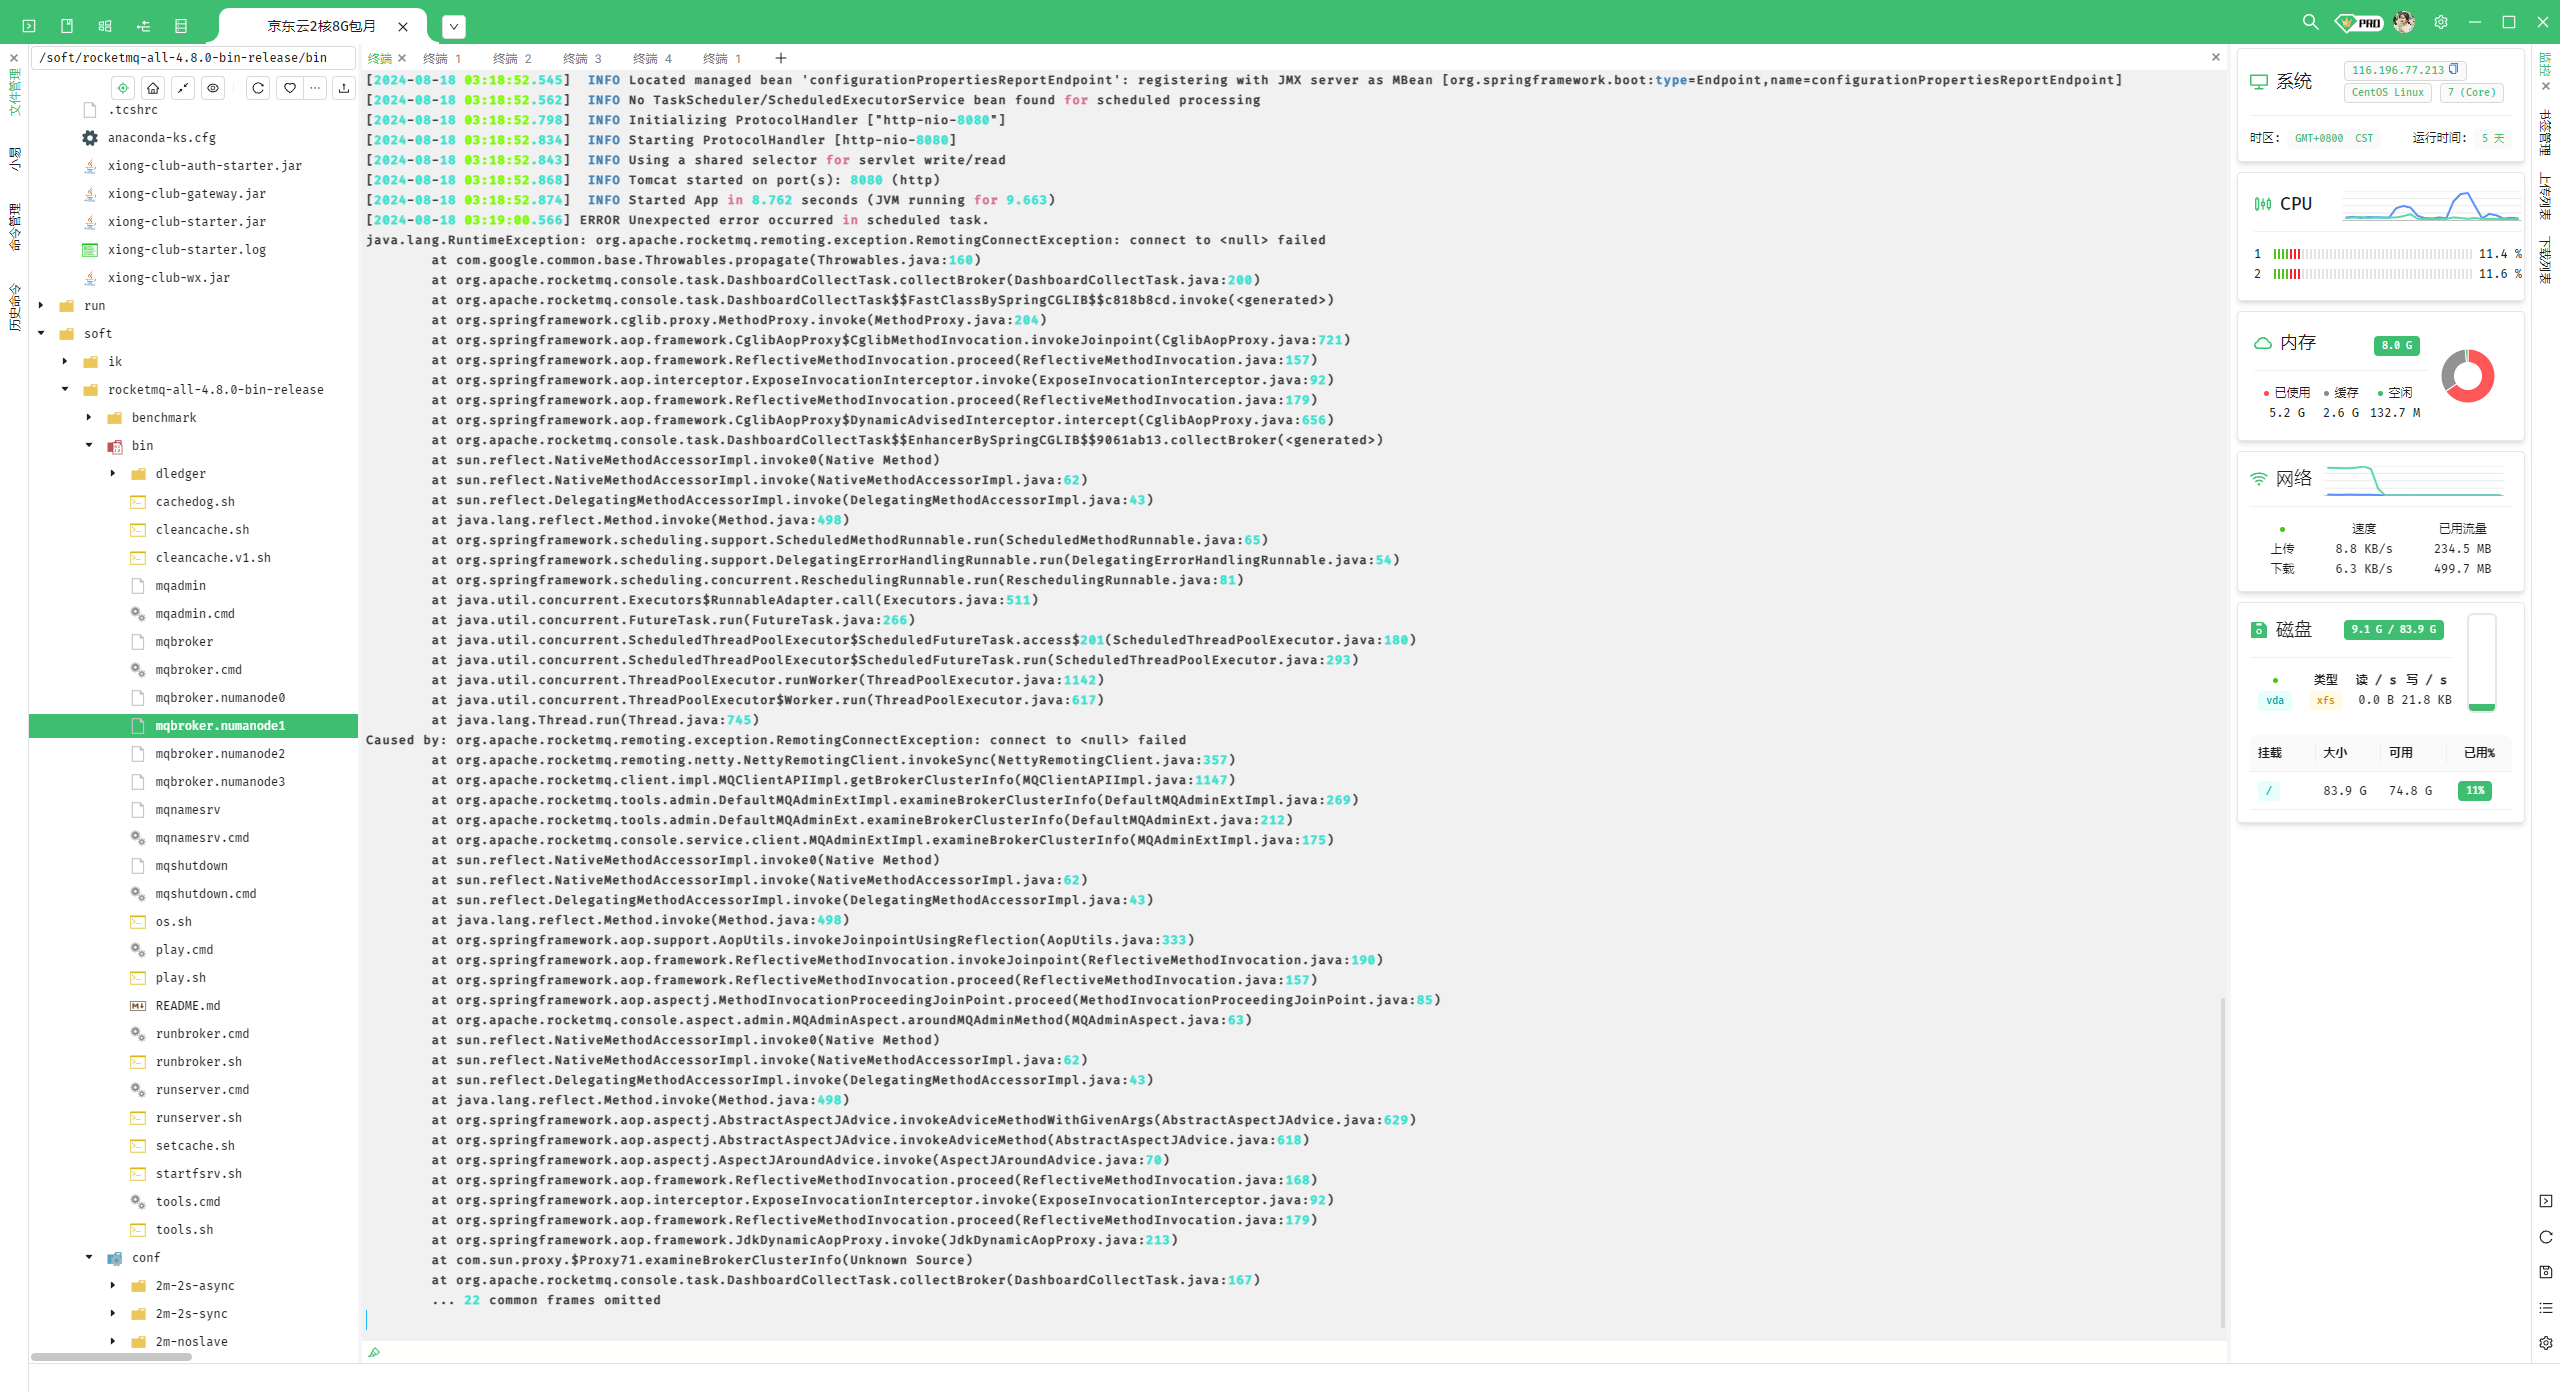 京东云2核8G包月
PRO
/soft/rocketmq-all-4.8.0-bin-release/bin
文件管理
小易
命令管理
历史命令
.tcshrc
anaconda-ks.cfg
xiong-club-auth-starter.jar
xiong-club-gateway.jar
xiong-club-starter.jar
xiong-club-starter.log
xiong-club-wx.jar
run
soft
ik
rocketmq-all-4.8.0-bin-release
benchmark
bin
dledger
cachedog.sh
cleancache.sh
cleancache.v1.sh
mqadmin
mqadmin.cmd
mqbroker
mqbroker.cmd
mqbroker.numanode0
mqbroker.numanode1
mqbroker.numanode2
mqbroker.numanode3
mqnamesrv
mqnamesrv.cmd
mqshutdown
mqshutdown.cmd
os.sh
play.cmd
play.sh
README.md
runbroker.cmd
runbroker.sh
runserver.cmd
runserver.sh
setcache.sh
startfsrv.sh
tools.cmd
tools.sh
conf
2m-2s-async
2m-2s-sync
2m-noslave
终端 终端 1 终端 2 终端 3 终端 4 终端 1
[2024-08-18 03:18:52.545]  INFO Located managed bean 'configurationPropertiesReportEndpoint': registering with JMX server as MBean [org.springframework.boot:type=Endpoint,name=configurationPropertiesReportEndpoint]
[2024-08-18 03:18:52.562]  INFO No TaskScheduler/ScheduledExecutorService bean found for scheduled processing
[2024-08-18 03:18:52.798]  INFO Initializing ProtocolHandler ["http-nio-8080"]
[2024-08-18 03:18:52.834]  INFO Starting ProtocolHandler [http-nio-8080]
[2024-08-18 03:18:52.843]  INFO Using a shared selector for servlet write/read
[2024-08-18 03:18:52.868]  INFO Tomcat started on port(s): 8080 (http)
[2024-08-18 03:18:52.874]  INFO Started App in 8.762 seconds (JVM running for 9.663)
[2024-08-18 03:19:00.566] ERROR Unexpected error occurred in scheduled task.
java.lang.RuntimeException: org.apache.rocketmq.remoting.exception.RemotingConnectException: connect to <null> failed
at com.google.common.base.Throwables.propagate(Throwables.java:160)
at org.apache.rocketmq.console.task.DashboardCollectTask.collectBroker(DashboardCollectTask.java:200)
at org.apache.rocketmq.console.task.DashboardCollectTask$$FastClassBySpringCGLIB$$c818b8cd.invoke(<generated>)
at org.springframework.cglib.proxy.MethodProxy.invoke(MethodProxy.java:204)
at org.springframework.aop.framework.CglibAopProxy$CglibMethodInvocation.invokeJoinpoint(CglibAopProxy.java:721)
at org.springframework.aop.framework.ReflectiveMethodInvocation.proceed(ReflectiveMethodInvocation.java:157)
at org.springframework.aop.interceptor.ExposeInvocationInterceptor.invoke(ExposeInvocationInterceptor.java:92)
at org.springframework.aop.framework.ReflectiveMethodInvocation.proceed(ReflectiveMethodInvocation.java:179)
at org.springframework.aop.framework.CglibAopProxy$DynamicAdvisedInterceptor.intercept(CglibAopProxy.java:656)
at org.apache.rocketmq.console.task.DashboardCollectTask$$EnhancerBySpringCGLIB$$9061ab13.collectBroker(<generated>)
at sun.reflect.NativeMethodAccessorImpl.invoke0(Native Method)
at sun.reflect.NativeMethodAccessorImpl.invoke(NativeMethodAccessorImpl.java:62)
at sun.reflect.DelegatingMethodAccessorImpl.invoke(DelegatingMethodAccessorImpl.java:43)
at java.lang.reflect.Method.invoke(Method.java:498)
at org.springframework.scheduling.support.ScheduledMethodRunnable.run(ScheduledMethodRunnable.java:65)
at org.springframework.scheduling.support.DelegatingErrorHandlingRunnable.run(DelegatingErrorHandlingRunnable.java:54)
at org.springframework.scheduling.concurrent.ReschedulingRunnable.run(ReschedulingRunnable.java:81)
at java.util.concurrent.Executors$RunnableAdapter.call(Executors.java:511)
at java.util.concurrent.FutureTask.run(FutureTask.java:266)
at java.util.concurrent.ScheduledThreadPoolExecutor$ScheduledFutureTask.access$201(ScheduledThreadPoolExecutor.java:180)
at java.util.concurrent.ScheduledThreadPoolExecutor$ScheduledFutureTask.run(ScheduledThreadPoolExecutor.java:293)
at java.util.concurrent.ThreadPoolExecutor.runWorker(ThreadPoolExecutor.java:1142)
at java.util.concurrent.ThreadPoolExecutor$Worker.run(ThreadPoolExecutor.java:617)
at java.lang.Thread.run(Thread.java:745)
Caused by: org.apache.rocketmq.remoting.exception.RemotingConnectException: connect to <null> failed
at org.apache.rocketmq.remoting.netty.NettyRemotingClient.invokeSync(NettyRemotingClient.java:357)
at org.apache.rocketmq.client.impl.MQClientAPIImpl.getBrokerClusterInfo(MQClientAPIImpl.java:1147)
at org.apache.rocketmq.tools.admin.DefaultMQAdminExtImpl.examineBrokerClusterInfo(DefaultMQAdminExtImpl.java:269)
at org.apache.rocketmq.tools.admin.DefaultMQAdminExt.examineBrokerClusterInfo(DefaultMQAdminExt.java:212)
at org.apache.rocketmq.console.service.client.MQAdminExtImpl.examineBrokerClusterInfo(MQAdminExtImpl.java:175)
at sun.reflect.NativeMethodAccessorImpl.invoke0(Native Method)
at sun.reflect.NativeMethodAccessorImpl.invoke(NativeMethodAccessorImpl.java:62)
at sun.reflect.DelegatingMethodAccessorImpl.invoke(DelegatingMethodAccessorImpl.java:43)
at java.lang.reflect.Method.invoke(Method.java:498)
at org.springframework.aop.support.AopUtils.invokeJoinpointUsingReflection(AopUtils.java:333)
at org.springframework.aop.framework.ReflectiveMethodInvocation.invokeJoinpoint(ReflectiveMethodInvocation.java:190)
at org.springframework.aop.framework.ReflectiveMethodInvocation.proceed(ReflectiveMethodInvocation.java:157)
at org.springframework.aop.aspectj.MethodInvocationProceedingJoinPoint.proceed(MethodInvocationProceedingJoinPoint.java:85)
at org.apache.rocketmq.console.aspect.admin.MQAdminAspect.aroundMQAdminMethod(MQAdminAspect.java:63)
at sun.reflect.NativeMethodAccessorImpl.invoke0(Native Method)
at sun.reflect.NativeMethodAccessorImpl.invoke(NativeMethodAccessorImpl.java:62)
at sun.reflect.DelegatingMethodAccessorImpl.invoke(DelegatingMethodAccessorImpl.java:43)
at java.lang.reflect.Method.invoke(Method.java:498)
at org.springframework.aop.aspectj.AbstractAspectJAdvice.invokeAdviceMethodWithGivenArgs(AbstractAspectJAdvice.java:629)
at org.springframework.aop.aspectj.AbstractAspectJAdvice.invokeAdviceMethod(AbstractAspectJAdvice.java:618)
at org.springframework.aop.aspectj.AspectJAroundAdvice.invoke(AspectJAroundAdvice.java:70)
at org.springframework.aop.framework.ReflectiveMethodInvocation.proceed(ReflectiveMethodInvocation.java:168)
at org.springframework.aop.interceptor.ExposeInvocationInterceptor.invoke(ExposeInvocationInterceptor.java:92)
at org.springframework.aop.framework.ReflectiveMethodInvocation.proceed(ReflectiveMethodInvocation.java:179)
at org.springframework.aop.framework.JdkDynamicAopProxy.invoke(JdkDynamicAopProxy.java:213)
at com.sun.proxy.$Proxy71.examineBrokerClusterInfo(Unknown Source)
at org.apache.rocketmq.console.task.DashboardCollectTask.collectBroker(DashboardCollectTask.java:167)
... 22 common frames omitted
系统
116.196.77.213
CentOS Linux 7 (Core)
时区: GMT+0800 CST 运行时间: 5 天
CPU
1 11.4 %
2 11.6 %
内存 8.0 G
已使用 缓存 空闲
5.2 G 2.6 G 132.7 M
网络
速度 已用流量
上传 8.8 KB/s 234.5 MB
下载 6.3 KB/s 499.7 MB
磁盘 9.1 G / 83.9 G
类型 读 / s 写 / s
vda xfs 0.0 B 21.8 KB
挂载 大小 可用 已用%
/ 83.9 G 74.8 G 11%
监控
书签管理
上传列表
下载列表